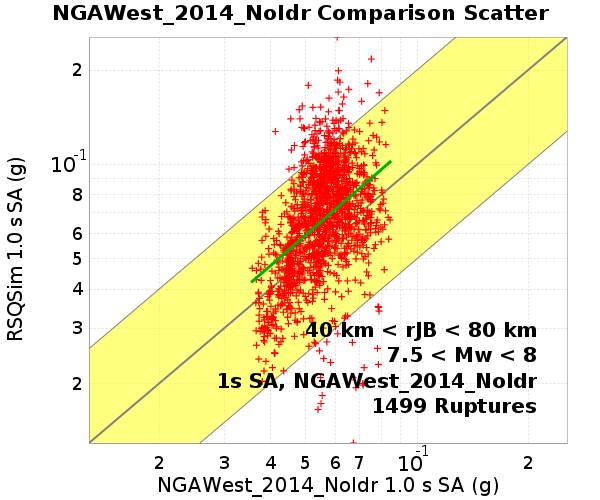 NGAWest_2014_NoIdr Comparison Scatter
RSQSim 1.0 s SA (g)
2
10-1
8
6
5
4
3
2
40 km < rJB < 80 km
7.5 < Mw < 8
1s SA, NGAWest_2014_NoIdr
1499 Ruptures
2 3 4 5 6 7 10-1 2
NGAWest_2014_NoIdr 1.0 s SA (g)